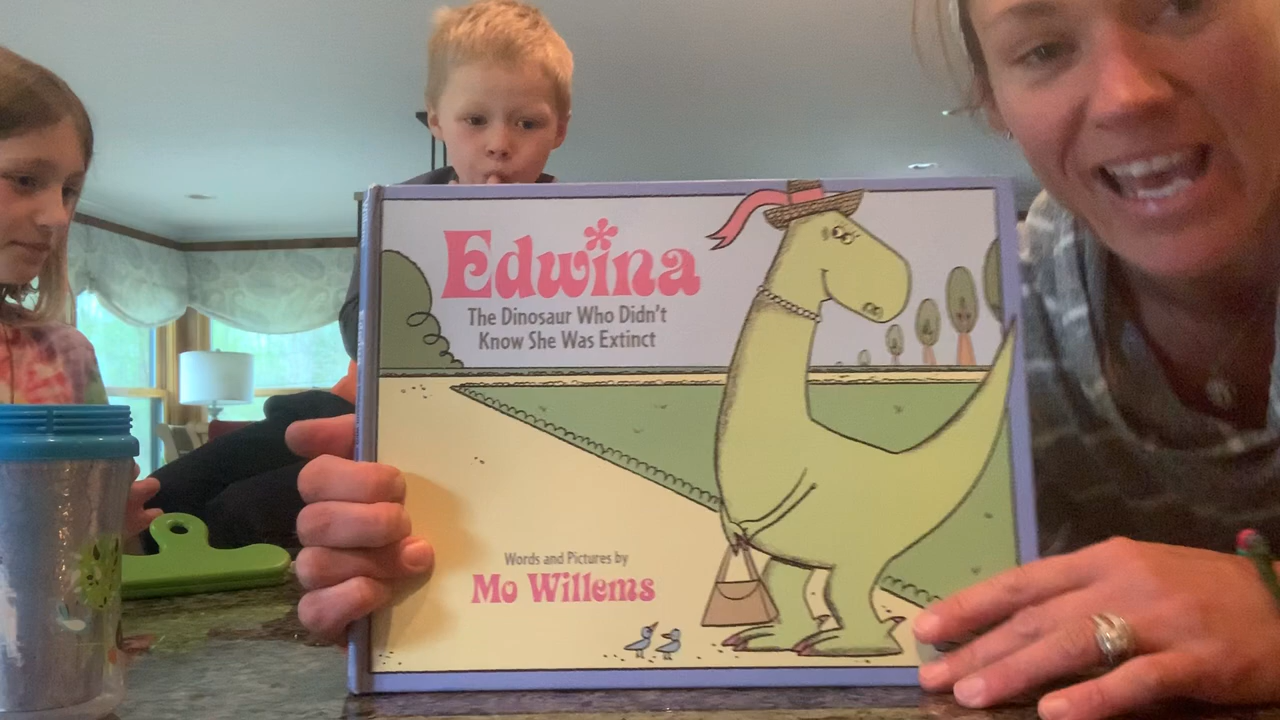 Edwina
The Dinosaur Who Didn't
Know She Was Extinct
Words and Pictures by
Mo Willems